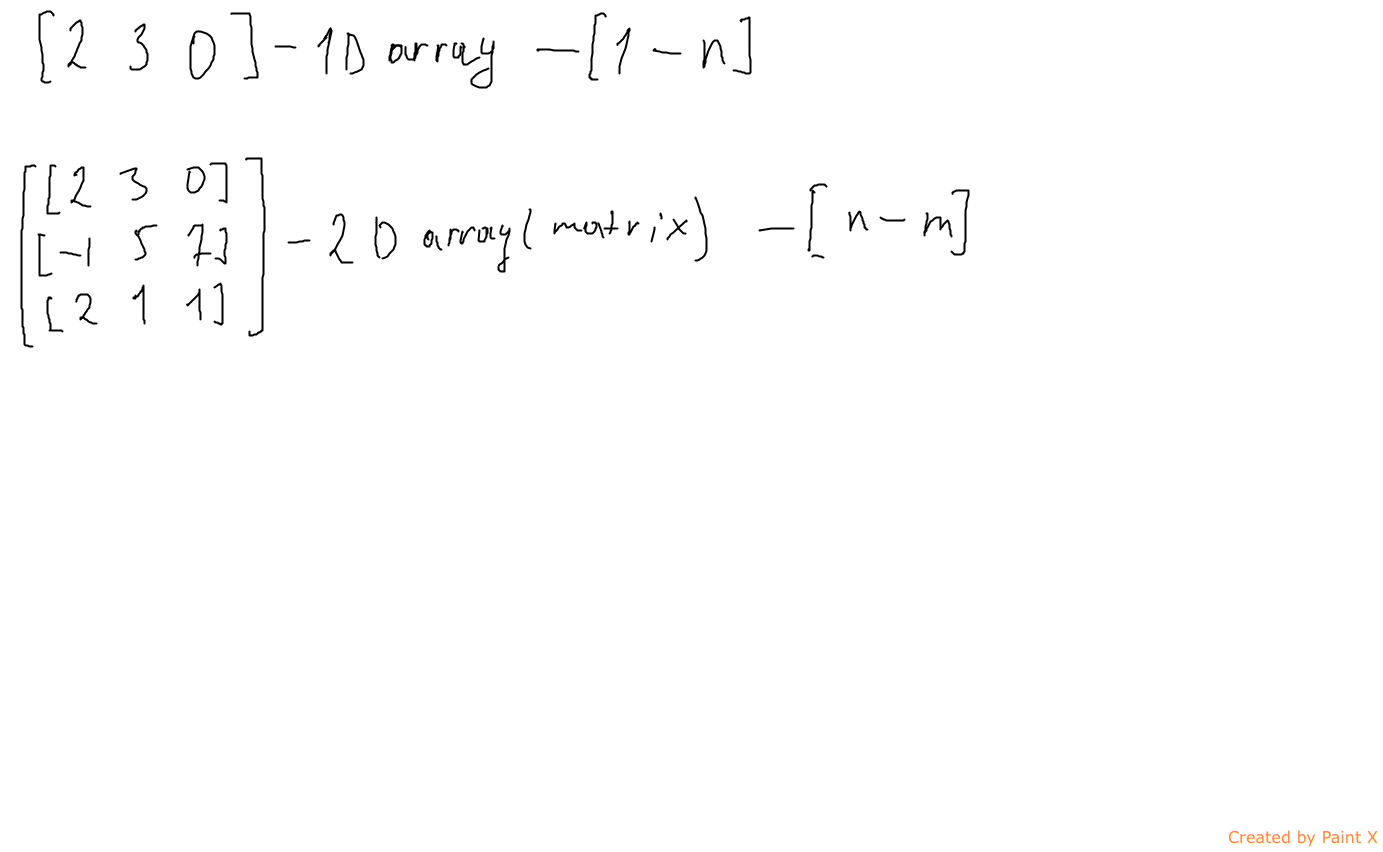 [2 3 0] - 1D array - [1 - n]
[[2 3 0]
[-1 5 7] - 2D array (matrix) - [n - m]
[2 1 1]]
Created by Paint X